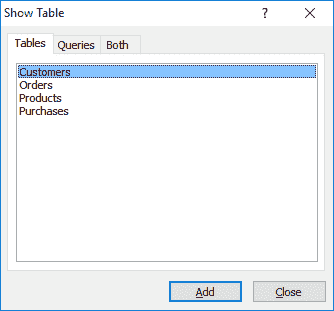 Show Table
?
Tables Queries Both
Customers
Orders
Products
Purchases
Add Close